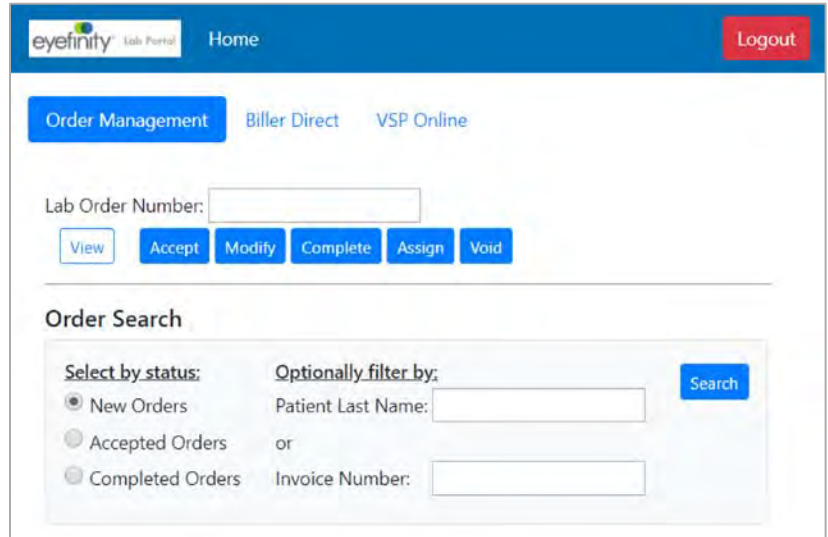 eyefinity Lab Portal Home Logout
Order Management Biller Direct VSP Online
Lab Order Number:
View Accept Modify Complete Assign Void
Order Search
Select by status: Optionally filter by: Search
New Orders Patient Last Name:
Accepted Orders or
Completed Orders Invoice Number: